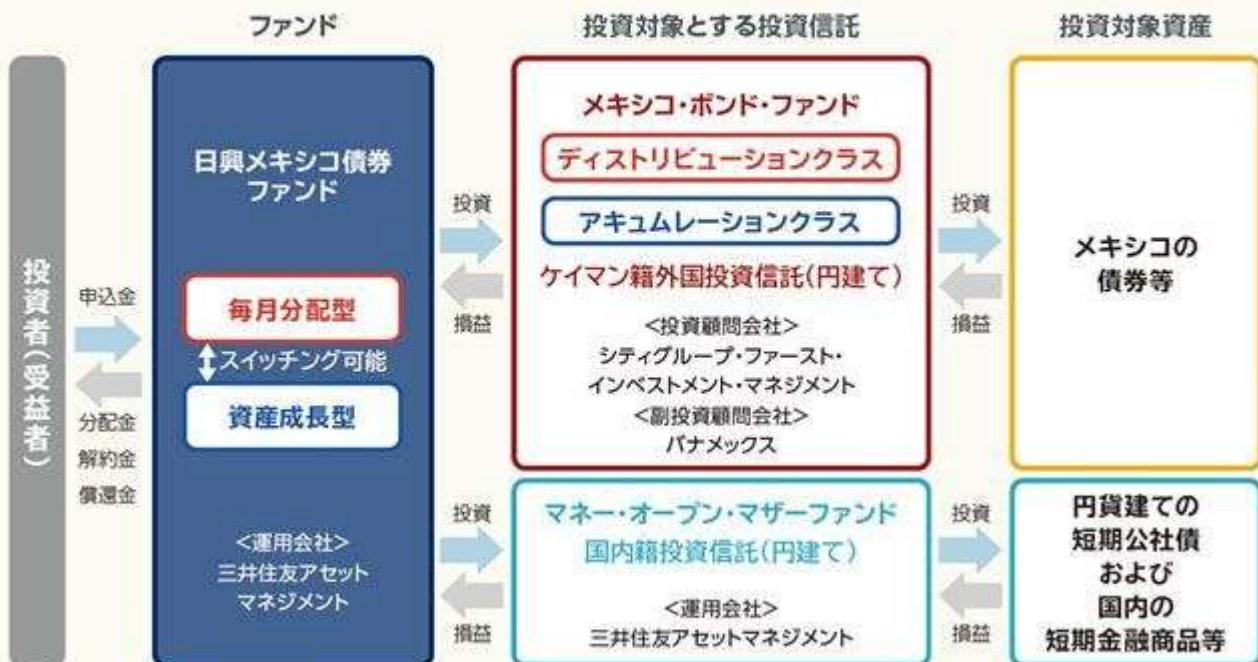 ファンド
投資対象とする投資信託
投資対象資産
投資者(受益者)
申込金
分配金
解約金
償還金
日興メキシコ債券
ファンド
毎月分配型
スイッチング可能
資産成長型
<運用会社>
三井住友アセット
マネジメント
投資
損益
投資
損益
メキシコ・ボンド・ファンド
ディストリビューションクラス
アキュムレーションクラス
ケイマン籍外国投資信託(円建て)
<投資顧問会社>
シティグループ・ファースト・
インベストメント・マネジメント
<副投資顧問会社>
バナメックス
マネー・オープン・マザーファンド
国内籍投資信託(円建て)
<運用会社>
三井住友アセットマネジメント
投資
損益
投資
損益
メキシコの
債券等
円貨建ての
短期公社債
および
国内の
短期金融商品等